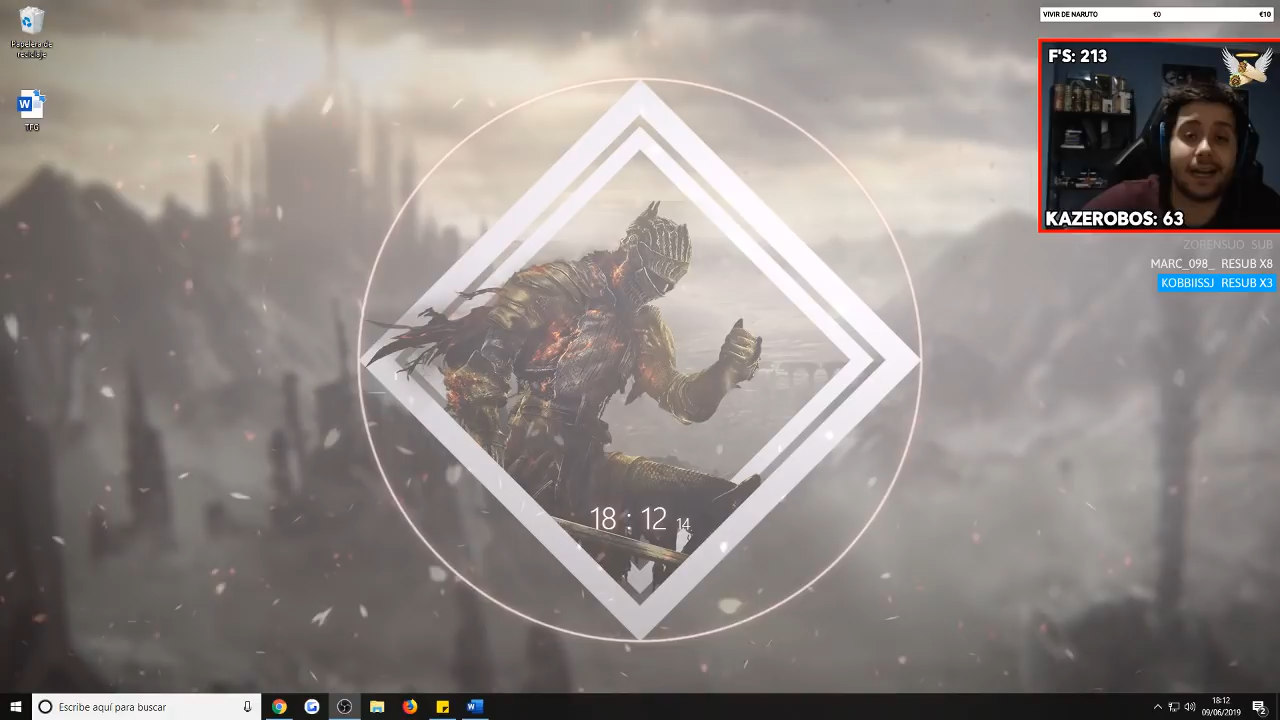 Papelera de
reciclaje
TFG
VIVIR DE NARUTO €0 €10
F'S: 213
KAZEROBOS: 63
ZORENSUO SUB
MARC_098_ RESUB X8
KOBBIISSJ RESUB X3
18 : 12 14
Escribe aquí para buscar
18:12
09/06/2019
2